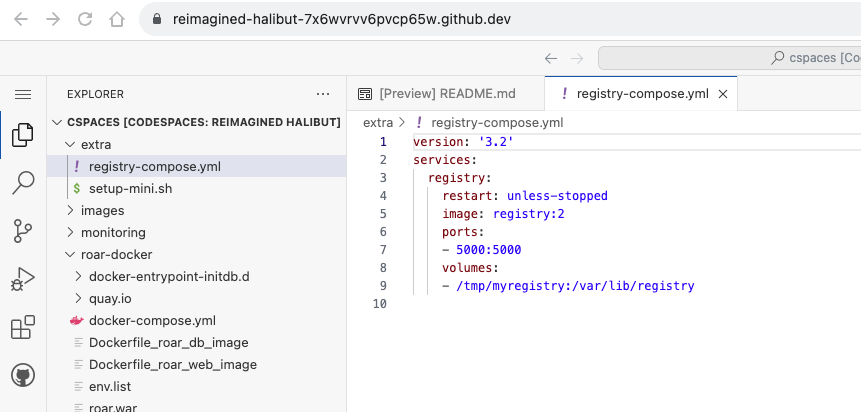 reimagined-halibut-7x6wvrvv6pvcp65w.github.dev
cspaces [Co
EXPLORER
CSPACES [CODESPACES: REIMAGINED HALIBUT]
extra
! registry-compose.yml
$ setup-mini.sh
images
monitoring
roar-docker
docker-entrypoint-initdb.d
quay.io
docker-compose.yml
Dockerfile_roar_db_image
Dockerfile_roar_web_image
env.list
roar.war
[Preview] README.md
! registry-compose.yml
extra > ! registry-compose.yml
1 version: '3.2'
2 services:
3 registry:
4 restart: unless-stopped
5 image: registry:2
6 ports:
7 - 5000:5000
8 volumes:
9 - /tmp/myregistry:/var/lib/registry
10